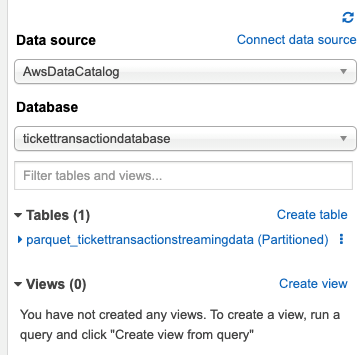 Data source
Connect data source
AwsDataCatalog
Database
tickettransactiondatabase
Filter tables and views...
Tables (1)
Create table
parquet_tickettransactionstreamingdata (Partitioned)
Views (0)
Create view
You have not created any views. To create a view, run a
query and click "Create view from query"